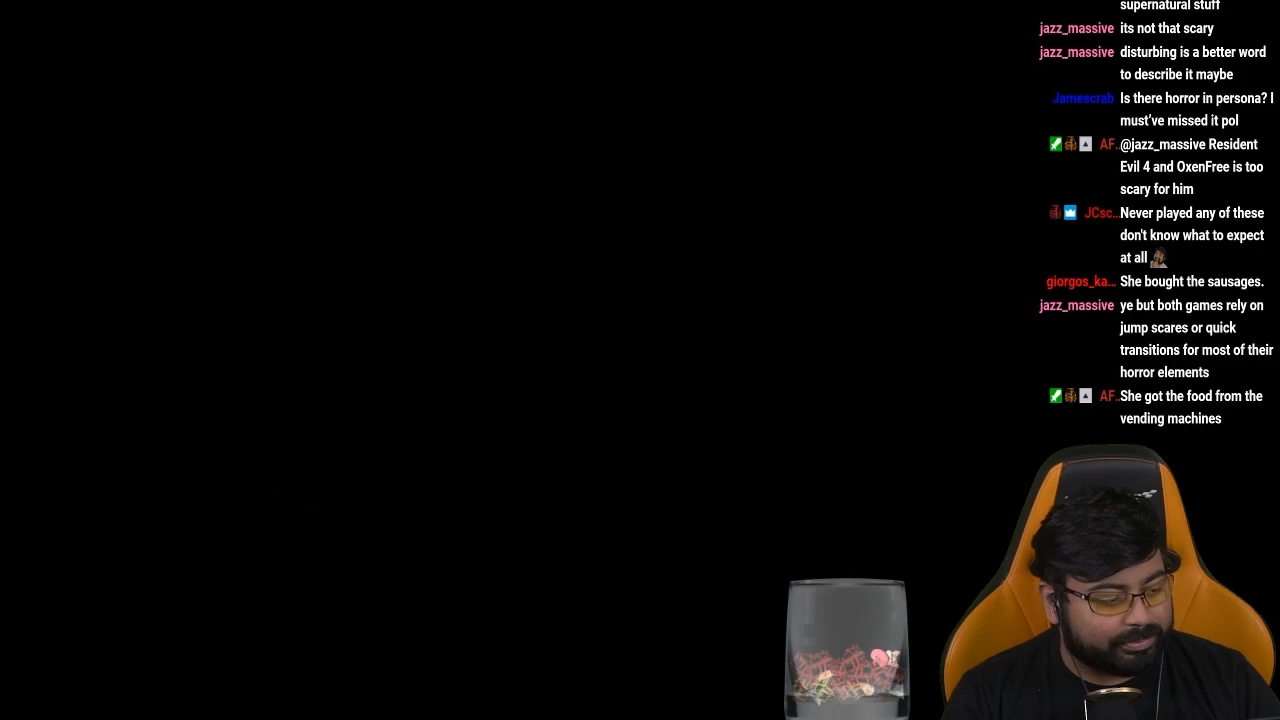 supernatural stuff
jazz_massive its not that scary
jazz_massive disturbing is a better word
to describe it maybe
Jamescrab Is there horror in persona? I
must've missed it pol
AF.. @jazz_massive Resident
Evil 4 and OxenFree is too
scary for him
JCsc... Never played any of these
don't know what to expect
at all
giorgos_ka... She bought the sausages.
jazz_massive ye but both games rely on
jump scares or quick
transitions for most of their
horror elements
AF.. She got the food from the
vending machines